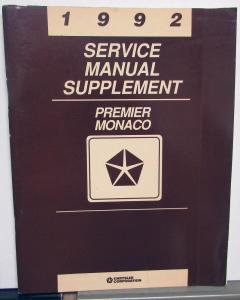 1992
SERVICE
MANUAL
SUPPLEMENT
PREMIER
MONACO
CHRYSLER
CORPORATION